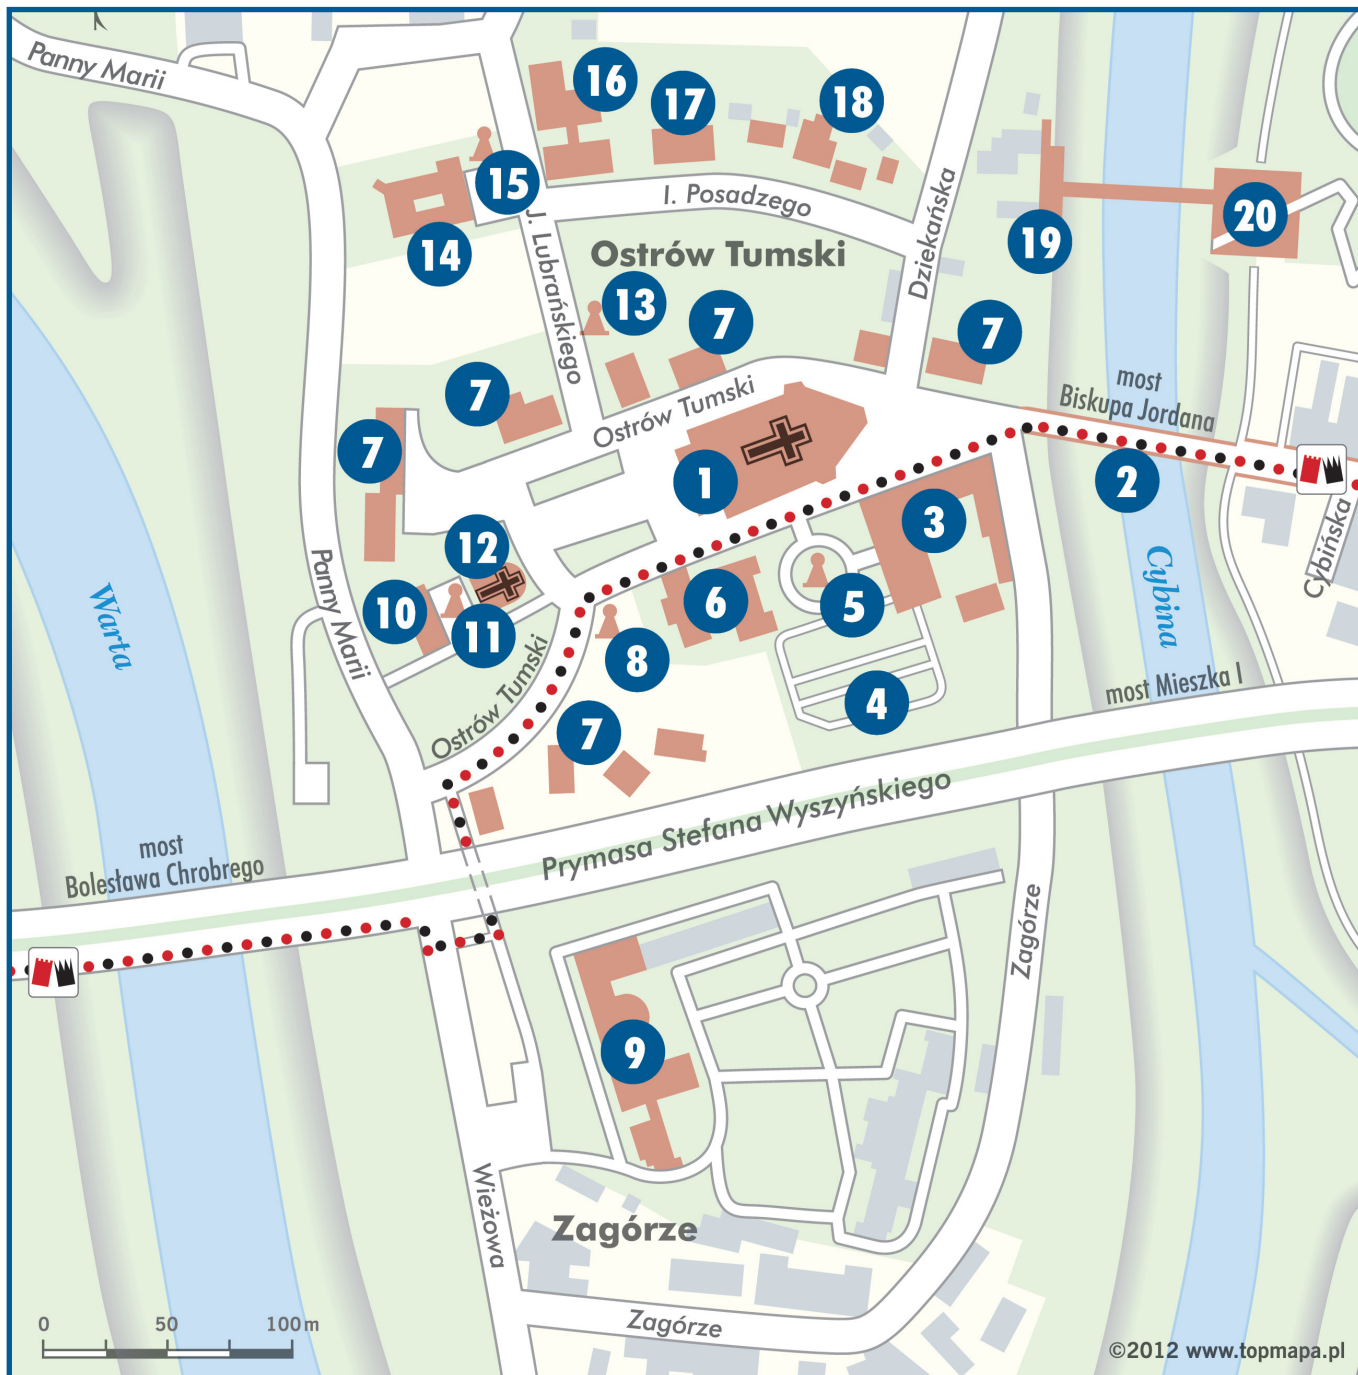 Panny Marii
16
17
18
15
I. Posadzego
J. Lubrańskiego
Dziekańska
14
Ostrów Tumski
19
20
13
7
7
7
most
Biskupa Jordana
Ostrów Tumski
7
1
2
3
Cybińska
12
Panny Marii
Warta
10
11
6
5
Cybina
8
Ostrów Tumski
4
most Mieszka I
7
Prymasa Stefana Wyszyńskiego
most
Bolesława Chrobrego
Zagórze
9
Wieżowa
Zagórze
Zagórze
0 50 100 m
©2012 www.topmapa.pl